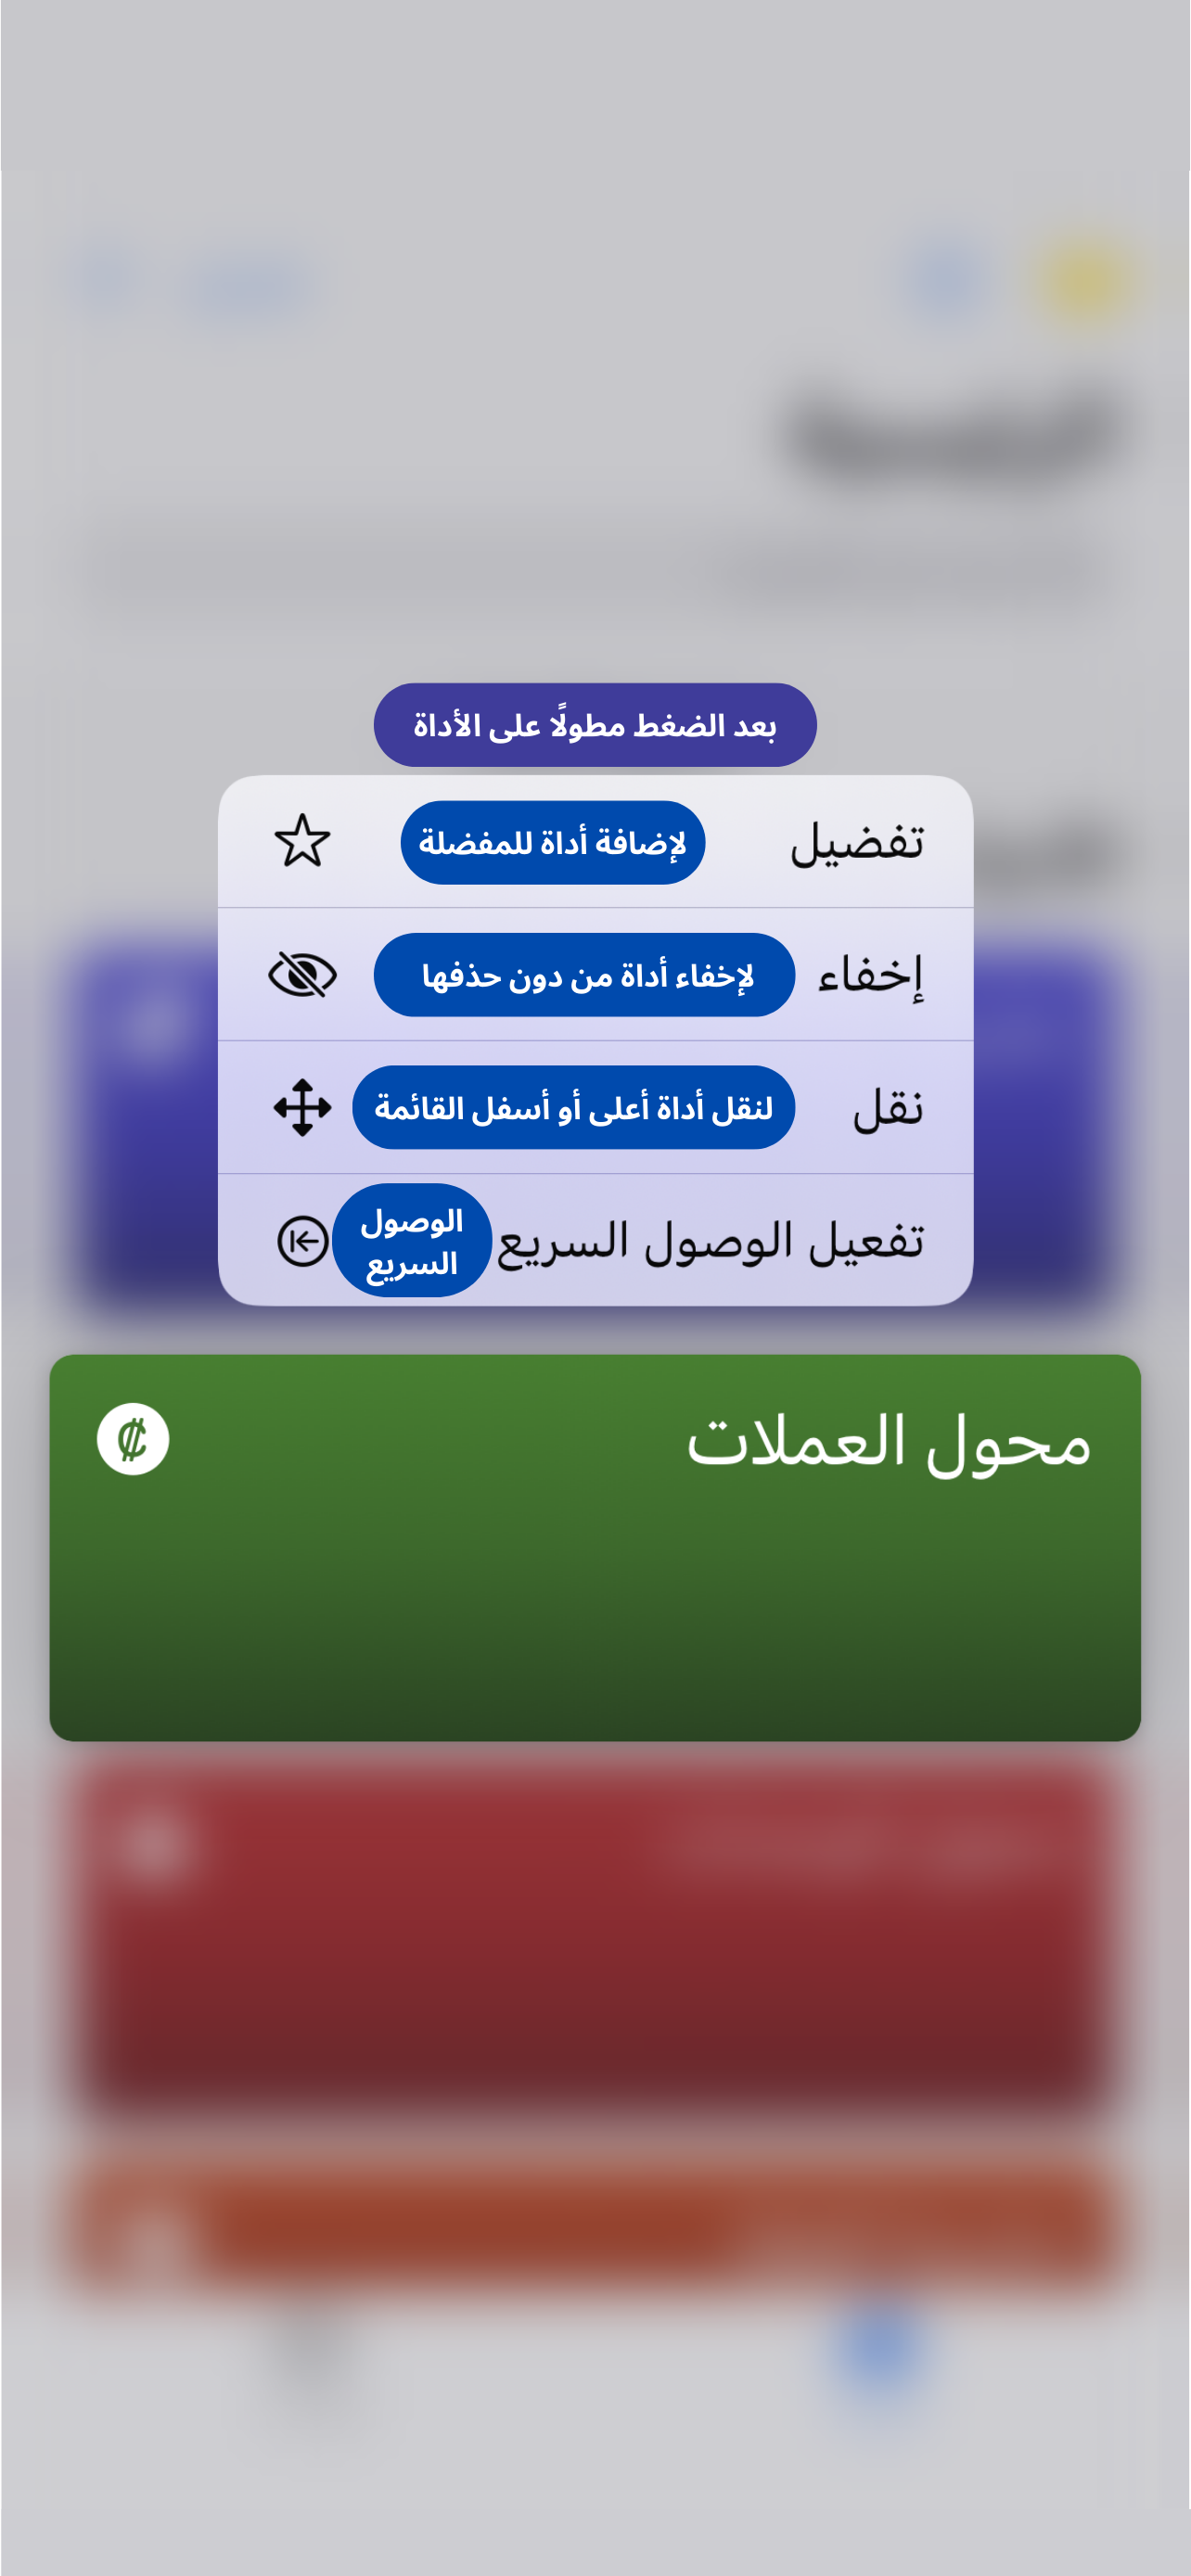 بعد الضغط مطولًا على الأداة
تفضيل لإضافة أداة للمفضلة
إخفاء لإخفاء أداة من دون حذفها
نقل لنقل أداة أعلى أو أسفل القائمة
تفعيل الوصول السريع الوصول
السريع
محول العملات
₡